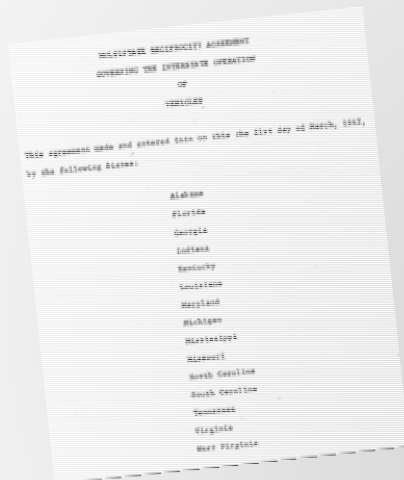 MULTISTATE RECIPROCITY AGREEMENT
GOVERNING THE INTERSTATE OPERATION
OF
VEHICLES
This agreement made and entered into on this the 21st day of March,
by the following States:
Alabama
Florida
Georgia
Indiana
Kentucky
Louisiana
Maryland
Michigan
Mississippi
Missouri
North Carolina
South Carolina
Tennessee
Virginia
West Virginia